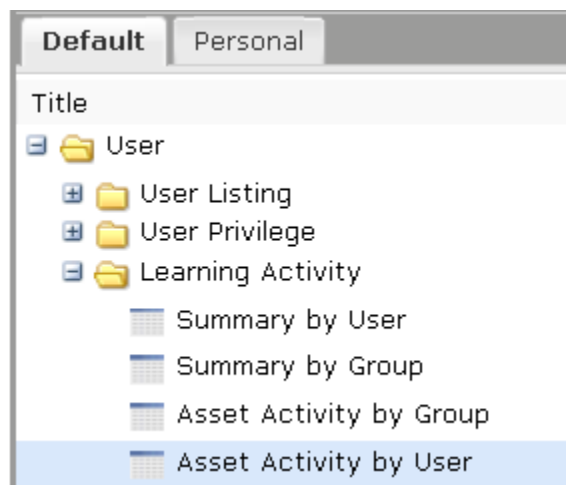 Default Personal
Title
User
User Listing
User Privilege
Learning Activity
Summary by User
Summary by Group
Asset Activity by Group
Asset Activity by User